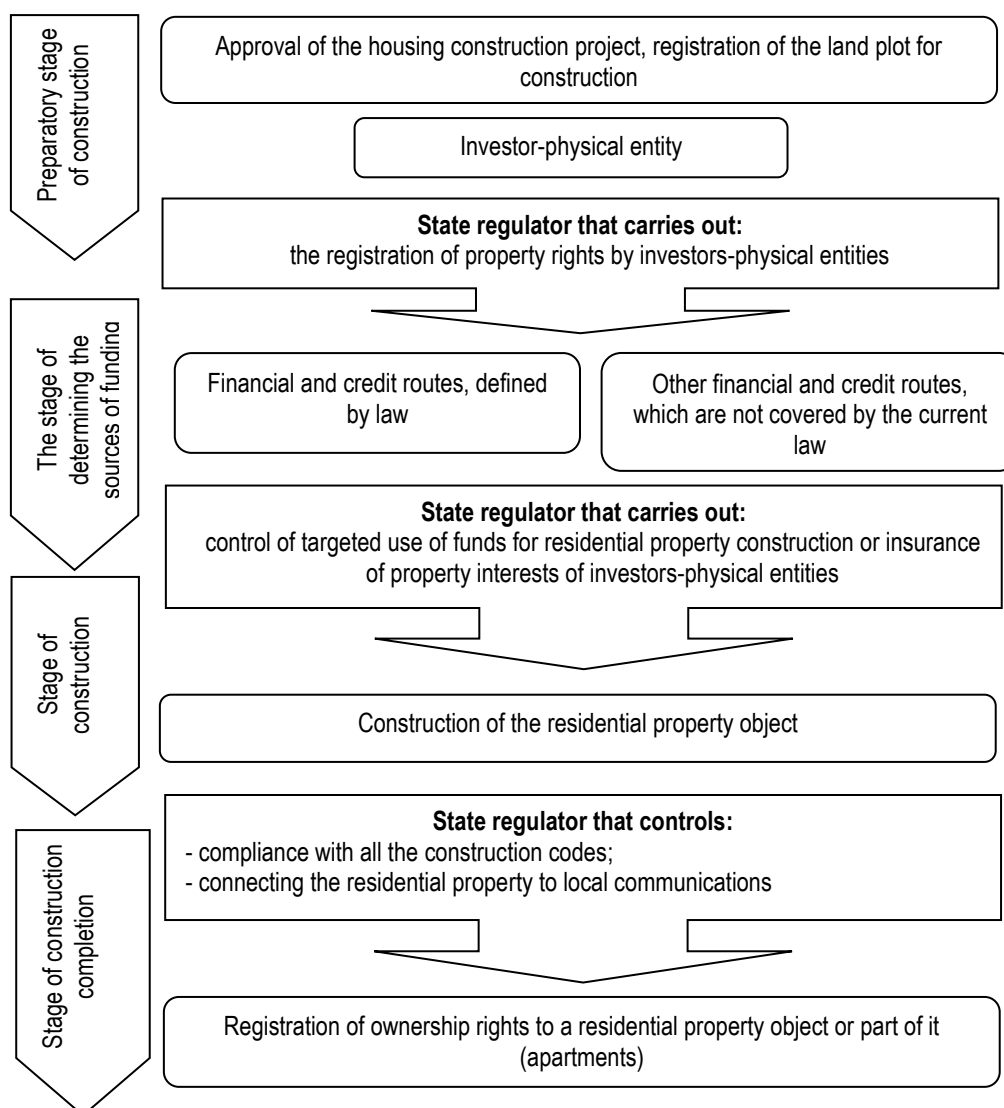 Preparatory stage
of construction
Approval of the housing construction project, registration of the land plot for
construction
Investor-physical entity
State regulator that carries out:
the registration of property rights by investors-physical entities
The stage of
determining the
sources of funding
Financial and credit routes, defined
by law
Other financial and credit routes,
which are not covered by the current
law
State regulator that carries out:
control of targeted use of funds for residential property construction or insurance
of property interests of investors-physical entities
Stage of
construction
Construction of the residential property object
State regulator that controls:
- compliance with all the construction codes;
- connecting the residential property to local communications
Stage of construction
completion
Registration of ownership rights to a residential property object or part of it
(apartments)